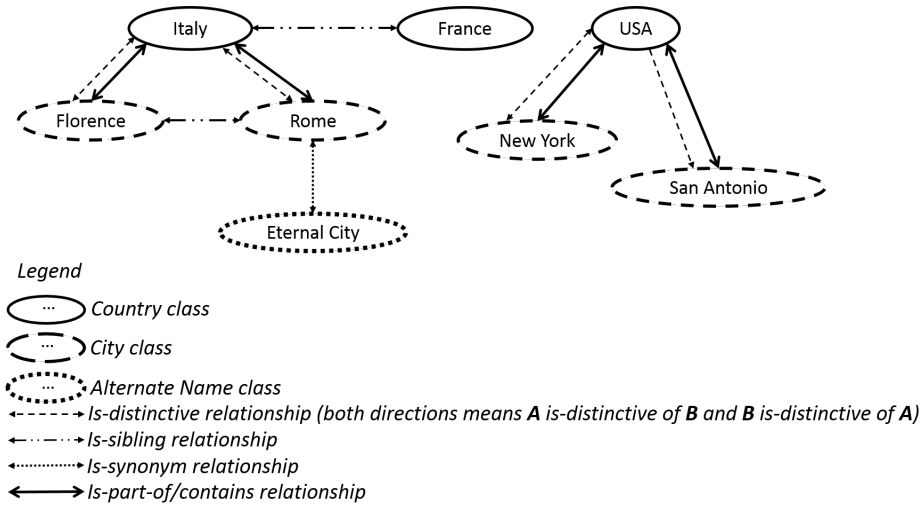 Italy
France
USA
Florence
Rome
New York
San Antonio
Eternal City
Legend
... Country class
... City class
... Alternate Name class
Is-distinctive relationship (both directions means A is-distinctive of B and B is-distinctive of A)
Is-sibling relationship
Is-synonym relationship
Is-part-of/contains relationship